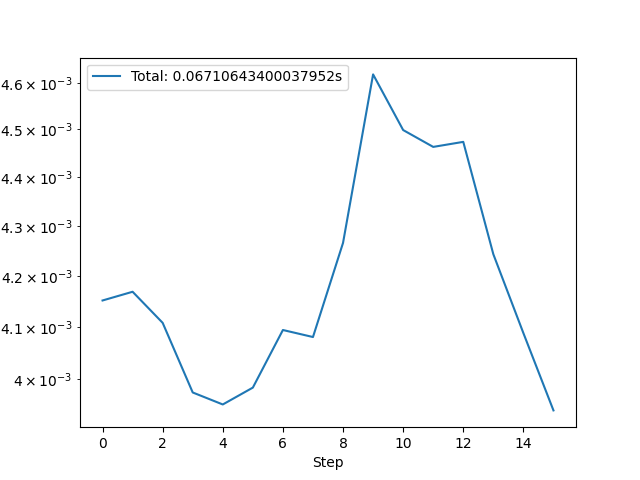 Total: 0.06710643400037952s
4.6 × 10⁻³
4.5 × 10⁻³
4.4 × 10⁻³
4.3 × 10⁻³
4.2 × 10⁻³
4.1 × 10⁻³
4 × 10⁻³
0 2 4 6 8 10 12 14
Step